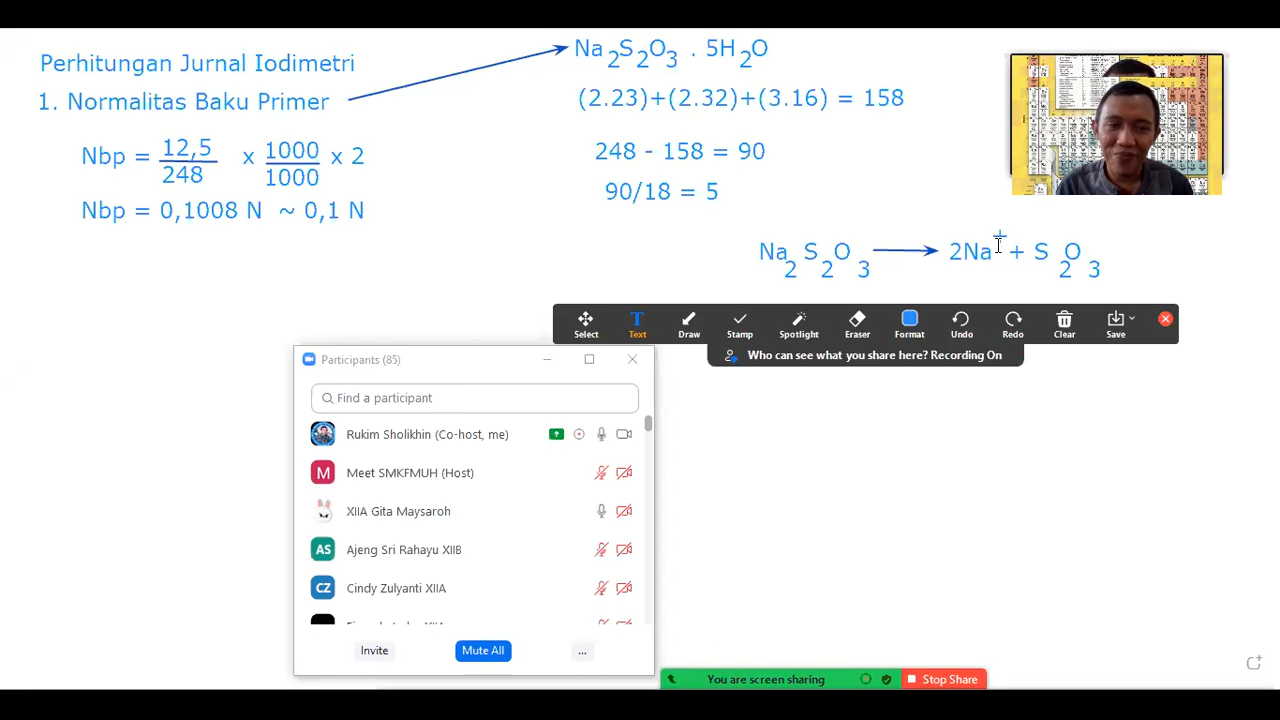 Perhitungan Jurnal Iodimetri
1. Normalitas Baku Primer
Nbp = 12,5/248 x 1000/1000 x 2
Nbp = 0,1008 N ~ 0,1 N
Na2S2O3 . 5H2O
(2.23)+(2.32)+(3.16) = 158
248 - 158 = 90
90/18 = 5
Na2S2O3 → 2Na+ + S2O3
Select Text Draw Stamp Spotlight Eraser Format Undo Redo Clear Save
Who can see what you share here? Recording On
Participants (85)
Find a participant
Rukim Sholikhin (Co-host, me)
M Meet SMKFMUH (Host)
XIIA Gita Maysaroh
AS Ajeng Sri Rahayu XIIB
CZ Cindy Zulyanti XIIA
Invite Mute All ...
You are screen sharing Stop Share